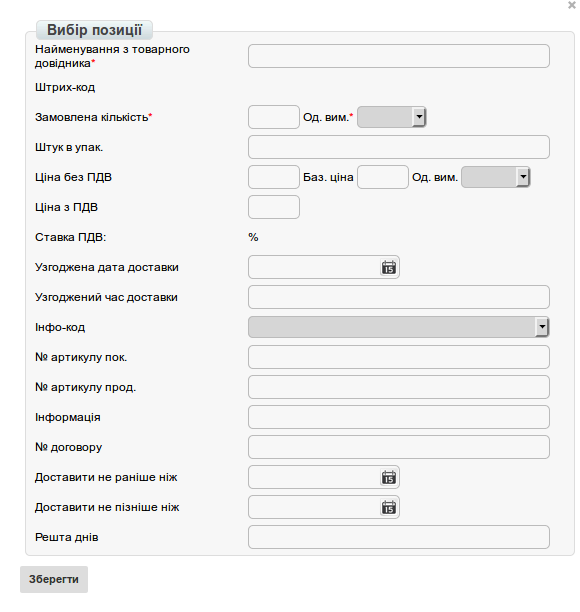 Вибір позиції
Найменування з товарного
довідника*
Штрих-код
Замовлена кількість* Од. вим.*
Штук в упак.
Ціна без ПДВ Баз. ціна Од. вим.
Ціна з ПДВ
Ставка ПДВ: %
Узгоджена дата доставки 15
Узгоджений час доставки
Інфо-код
№ артикулу пок.
№ артикулу прод.
Інформація
№ договору
Доставити не раніше ніж 15
Доставити не пізніше ніж 15
Решта днів
Зберегти